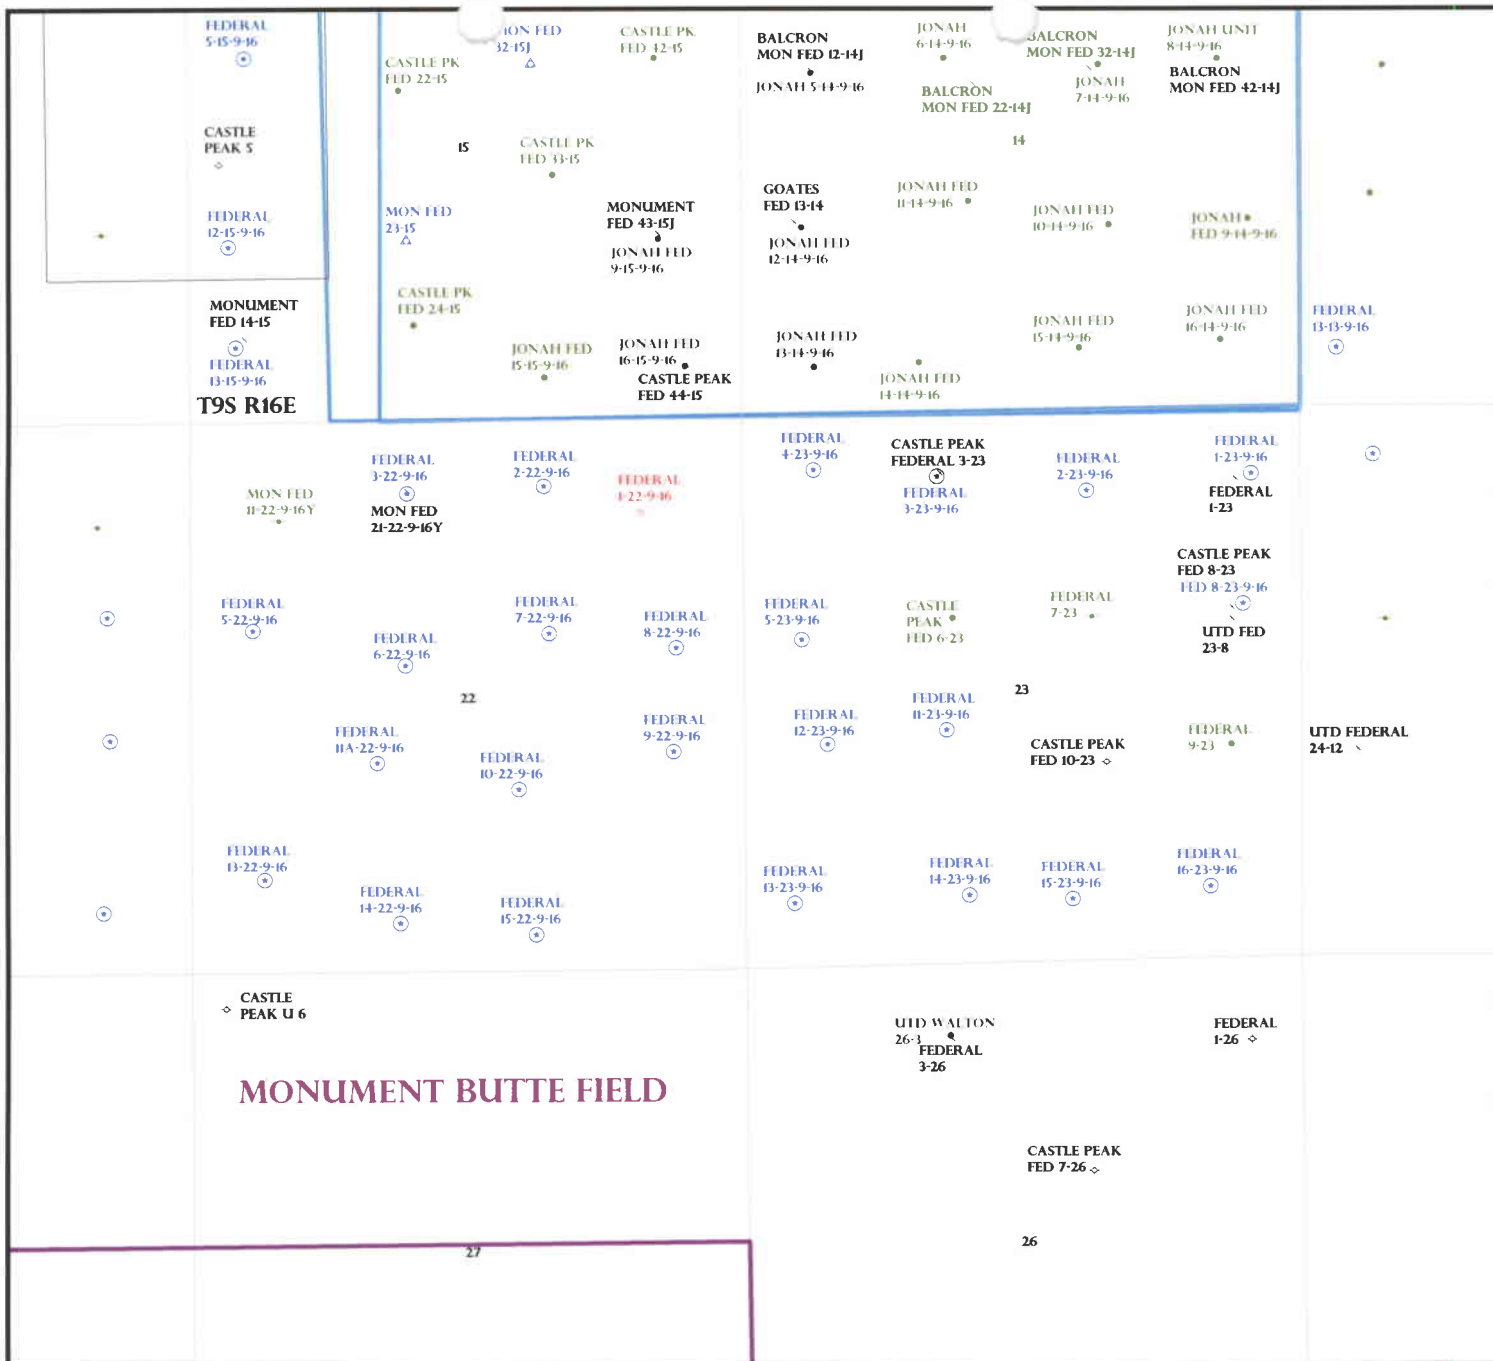 FEDERAL
5-15-9-16
CASTLE PK
FED 22-15
32-15J
CASTLE PK
FED 42-15
BALCRON
MON FED 12-14J
JONAH 5-14-9-16
JONAH
6-14-9-16
BALCRON
MON FED 22-14J
BALCRON
MON FED 32-14J
JONAH
7-14-9-16
JONAH UNIT
8-14-9-16
BALCRON
MON FED 42-14J
CASTLE
PEAK 5
15
CASTLE PK
FED 33-15
14
FEDERAL
12-15-9-16
MON FED
23-15
MONUMENT
FED 43-15J
JONAH FED
9-15-9-16
GOATES
FED 13-14
JONAH FED
12-14-9-16
JONAH FED
11-14-9-16
JONAH FED
10-14-9-16
JONAH
FED 9-14-9-16
MONUMENT
FED 14-15
FEDERAL
13-15-9-16
CASTLE PK
FED 24-15
JONAH FED
15-15-9-16
JONAH FED
16-15-9-16
CASTLE PEAK
FED 44-15
JONAH FED
13-14-9-16
JONAH FED
14-14-9-16
JONAH FED
15-14-9-16
JONAH FED
16-14-9-16
FEDERAL
13-13-9-16
T9S R16E
MON FED
11-22-9-16Y
FEDERAL
3-22-9-16
MON FED
21-22-9-16Y
FEDERAL
2-22-9-16
FEDERAL
1-22-9-16
FEDERAL
4-23-9-16
CASTLE PEAK
FEDERAL 3-23
FEDERAL
3-23-9-16
FEDERAL
2-23-9-16
FEDERAL
1-23-9-16
FEDERAL
1-23
FEDERAL
5-22-9-16
FEDERAL
6-22-9-16
FEDERAL
7-22-9-16
FEDERAL
8-22-9-16
FEDERAL
5-23-9-16
CASTLE
PEAK
FED 6-23
FEDERAL
7-23
CASTLE PEAK
FED 8-23
FED 8-23-9-16
UTD FED
23-8
22
23
FEDERAL
11A-22-9-16
FEDERAL
10-22-9-16
FEDERAL
9-22-9-16
FEDERAL
12-23-9-16
FEDERAL
11-23-9-16
CASTLE PEAK
FED 10-23
FEDERAL
9-23
UTD FEDERAL
24-12
FEDERAL
13-22-9-16
FEDERAL
14-22-9-16
FEDERAL
15-22-9-16
FEDERAL
13-23-9-16
FEDERAL
14-23-9-16
FEDERAL
15-23-9-16
FEDERAL
16-23-9-16
CASTLE
PEAK U 6
UTD WALTON
26-3
FEDERAL
3-26
FEDERAL
1-26
MONUMENT BUTTE FIELD
CASTLE PEAK
FED 7-26
27
26